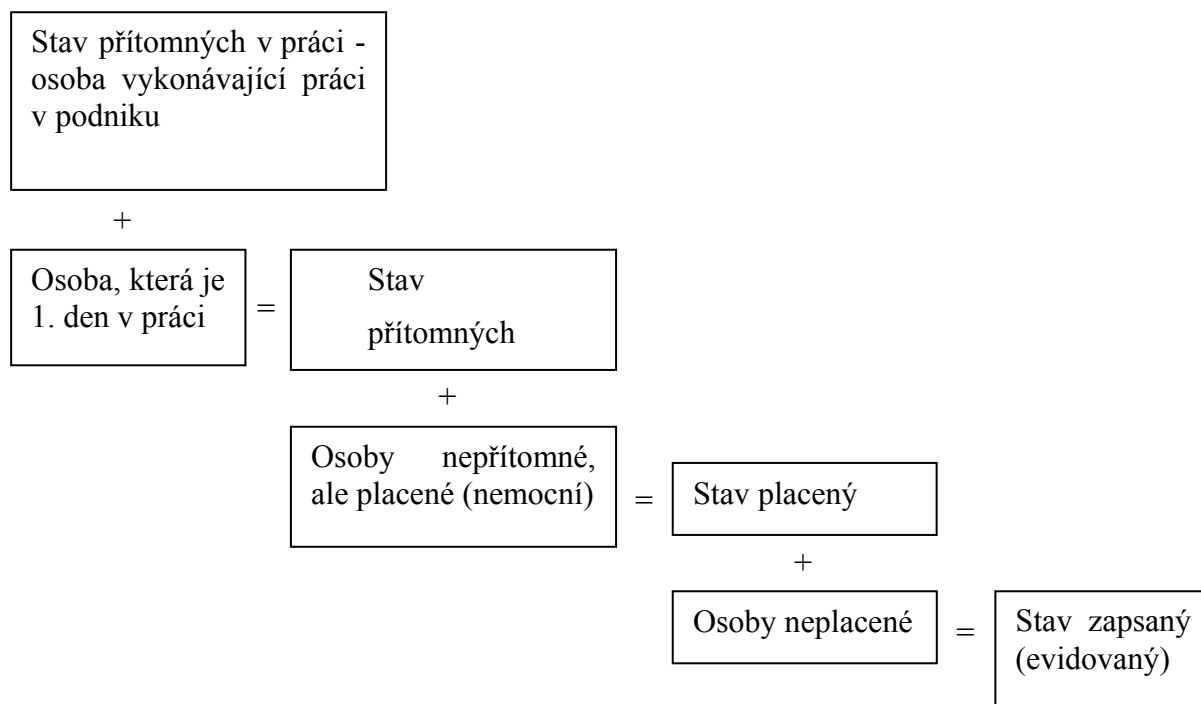 Stav přítomných v práci -
osoba vykonávající práci
v podniku
+
Osoba, která je
1. den v práci
=
Stav
přítomných
+
Osoby nepřítomné,
ale placené (nemocní)
=
Stav placený
+
Osoby neplacené
=
Stav zapsaný
(evidovaný)